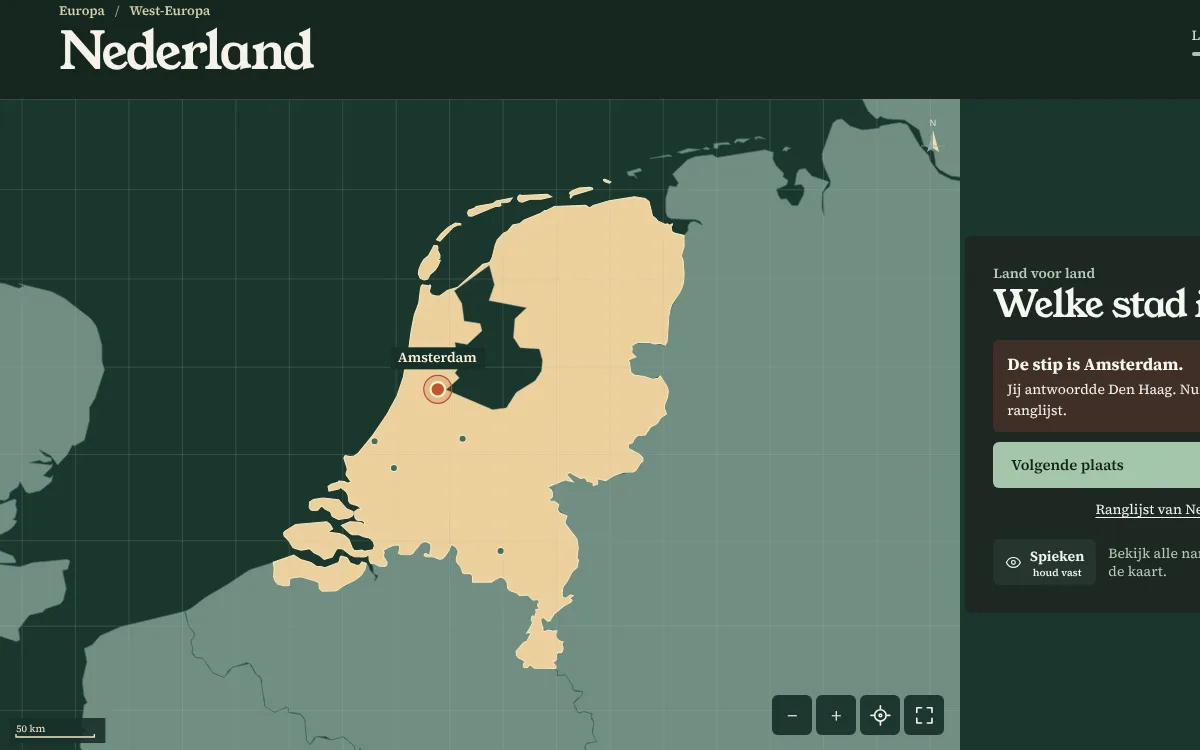 Europa / West-Europa
Nederland
L
N
Amsterdam
50 km
Land voor land
Welke stad i
De stip is Amsterdam.
Jij antwoordde Den Haag. Nu
ranglijst.
Volgende plaats
Ranglijst van Ne
Spieken
houd vast
Bekijk alle nar
de kaart.